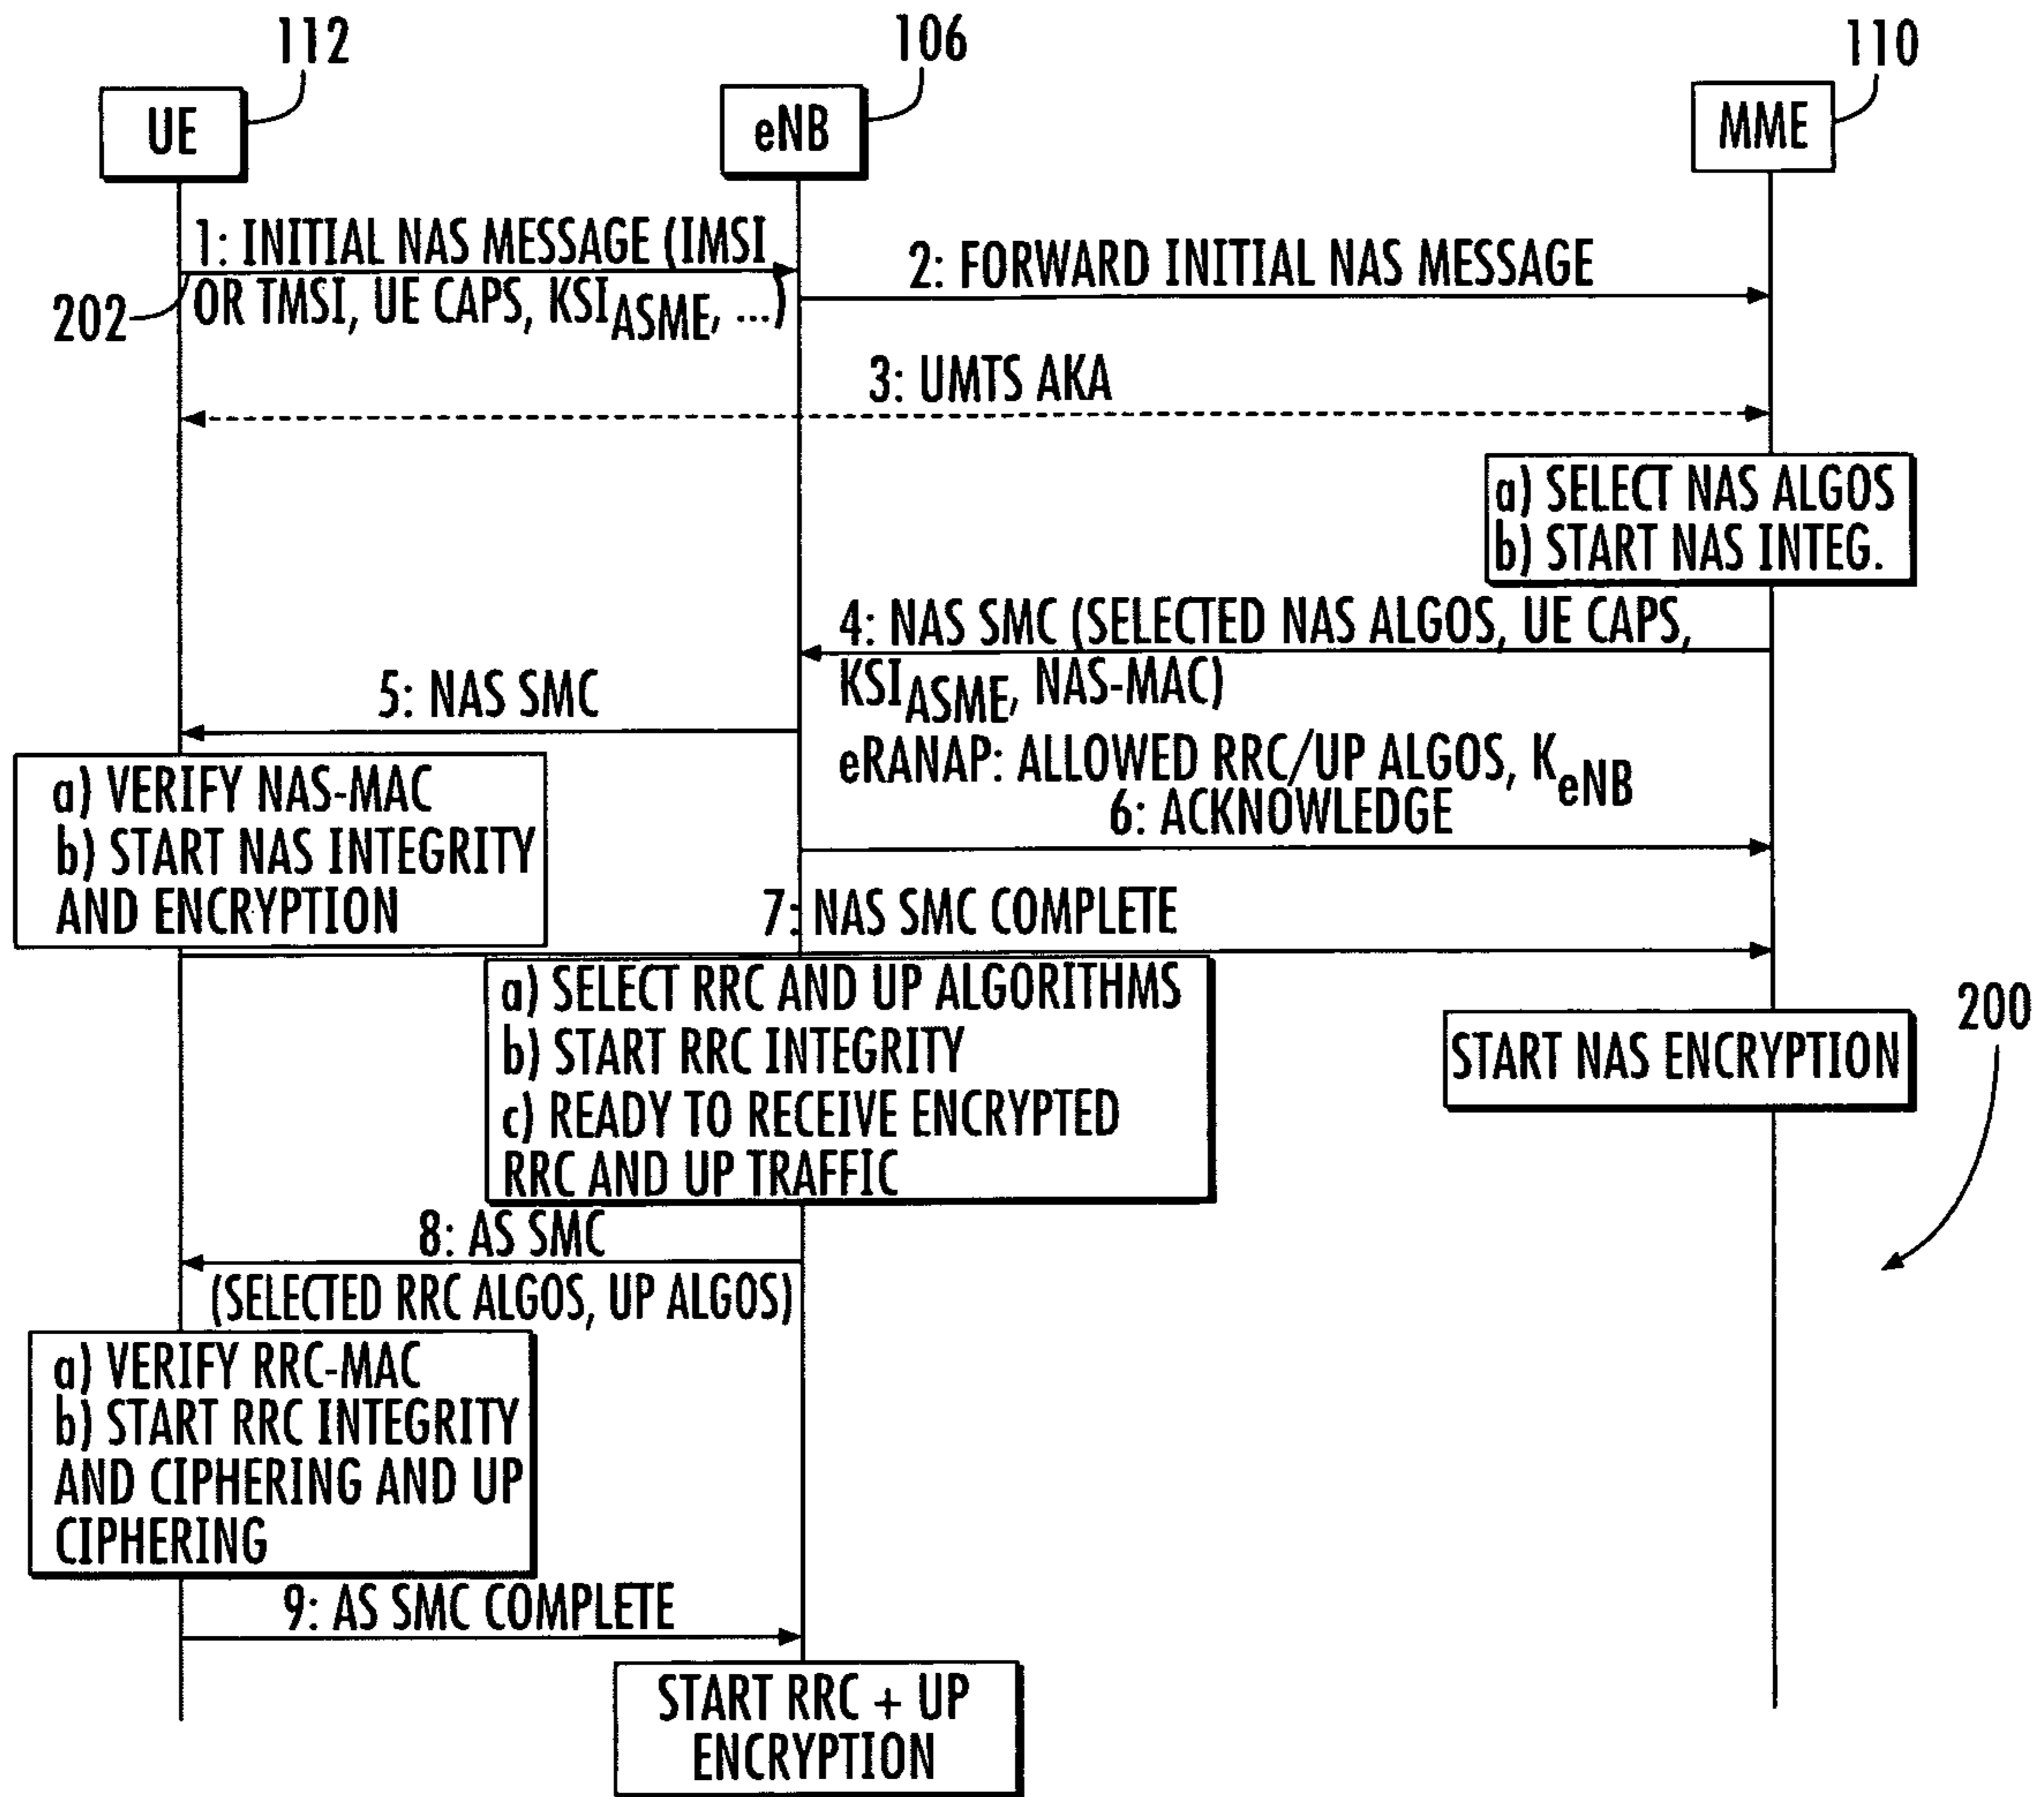 112
106
110
UE
eNB
MME
1: INITIAL NAS MESSAGE (IMSI
OR TMSI, UE CAPS, KSIASME, ...)
202
2: FORWARD INITIAL NAS MESSAGE
3: UMTS AKA
a) SELECT NAS ALGOS
b) START NAS INTEG.
4: NAS SMC (SELECTED NAS ALGOS, UE CAPS,
KSIASME, NAS-MAC)
eRANAP: ALLOWED RRC/UP ALGOS, KeNB
5: NAS SMC
a) VERIFY NAS-MAC
b) START NAS INTEGRITY
AND ENCRYPTION
6: ACKNOWLEDGE
7: NAS SMC COMPLETE
a) SELECT RRC AND UP ALGORITHMS
b) START RRC INTEGRITY
c) READY TO RECEIVE ENCRYPTED
RRC AND UP TRAFFIC
START NAS ENCRYPTION
200
8: AS SMC
(SELECTED RRC ALGOS, UP ALGOS)
a) VERIFY RRC-MAC
b) START RRC INTEGRITY
AND CIPHERING AND UP
CIPHERING
9: AS SMC COMPLETE
START RRC + UP
ENCRYPTION